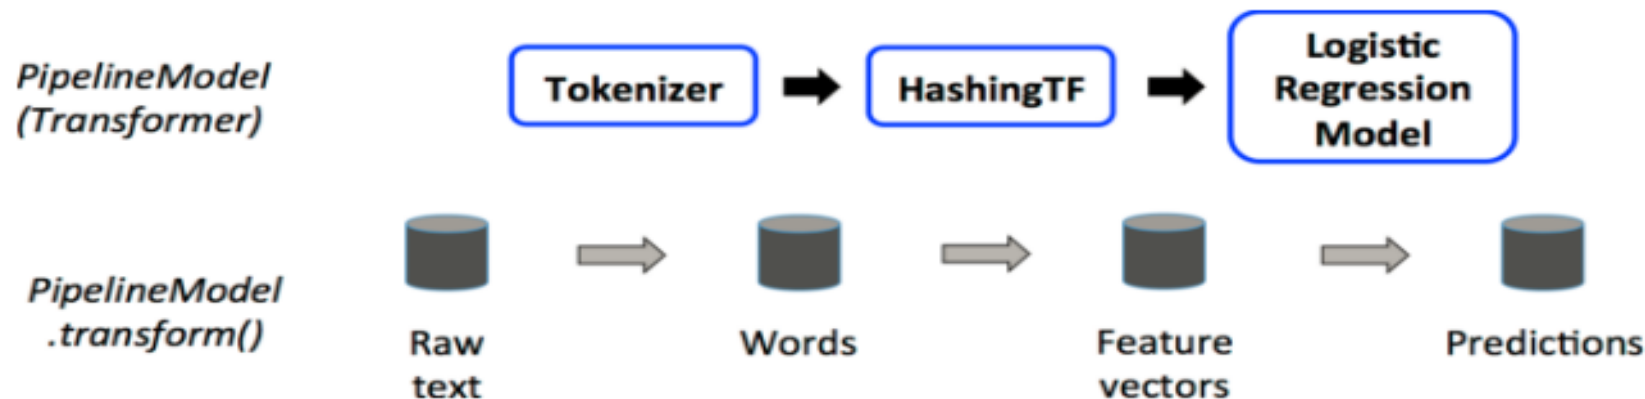 PipelineModel
(Transformer)
Tokenizer
HashingTF
Logistic
Regression
Model
PipelineModel
.transform()
Raw
text
Words
Feature
vectors
Predictions